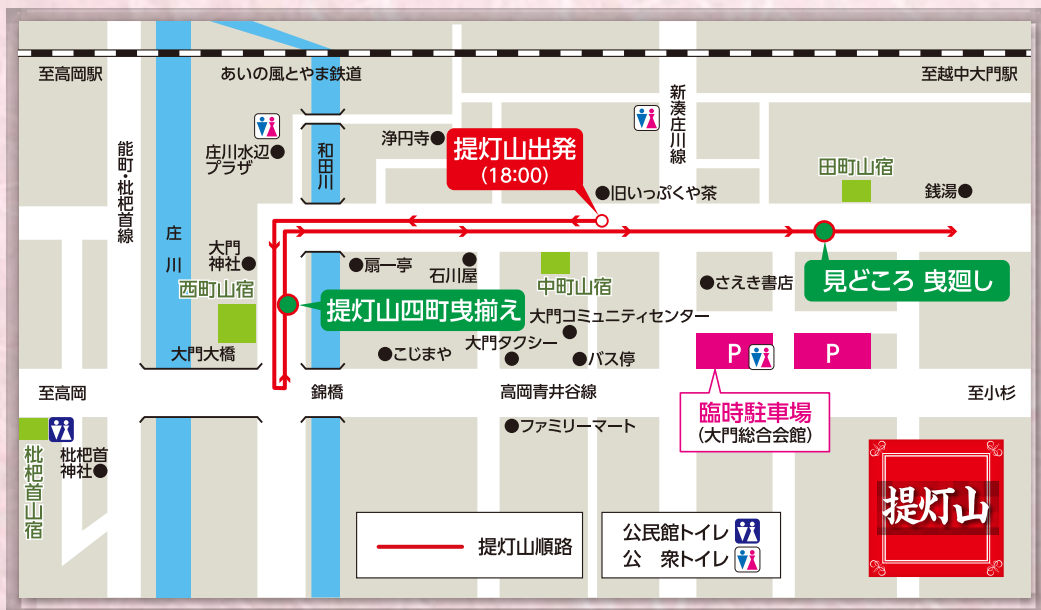 至高岡駅
あいの風とやま鉄道
至越中大門駅
新湊庄川線
能町・枇杷首線
庄川水辺
プラザ
和田川
浄円寺
提灯山出発
(18:00)
旧いっぷくや茶
田町山宿
銭湯
庄川
大門
神社
西町山宿
扇一亭
石川屋
中町山宿
さえき書店
見どころ 曳廻し
提灯山四町曳揃え
大門コミュニティセンター
大門タクシー
こじまや
バス停
P
P
大門大橋
至高岡
錦橋
高岡青井谷線
至小杉
臨時駐車場
(大門総合会館)
ファミリーマート
枇杷首
神社
枇杷首山宿
提灯山順路
公民館トイレ
公　衆トイレ
提灯山